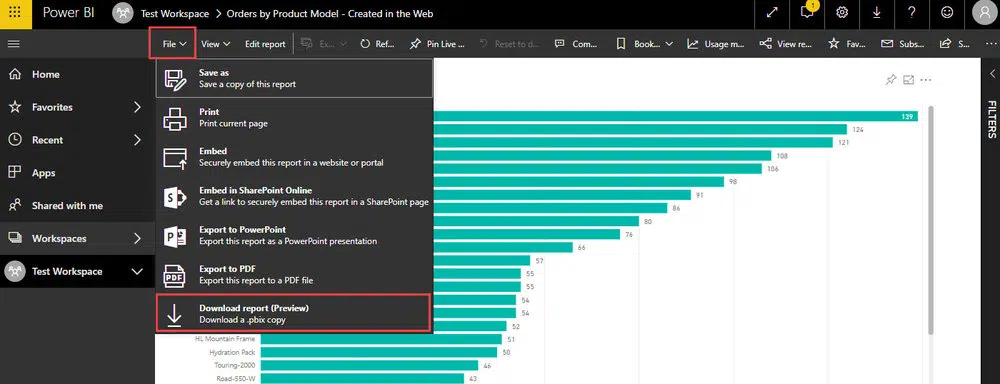 Power BI Test Workspace > Orders by Product Model - Created in the Web 1
File View Edit report Ex... Ref... Pin Live ... Reset to d... Com... Book... Usage m... View re... Fav... Subs... S... ...
Home
Favorites
Recent
Apps
Shared with me
Workspaces
Test Workspace
Save as
Save a copy of this report
Print
Print current page
Embed
Securely embed this report in a website or portal
Embed in SharePoint Online
Get a link to securely embed this report in a SharePoint page
Export to PowerPoint
Export this report as a PowerPoint presentation
Export to PDF
Export this report to a PDF file
Download report (Preview)
Download a .pbix copy
139
124
121
108
106
98
91
86
80
76
66
57
55
55
54
54
52
HL Mountain Frame 51
Hydration Pack 50
Touring-2000 46
Road-550-W 43
FILTERS